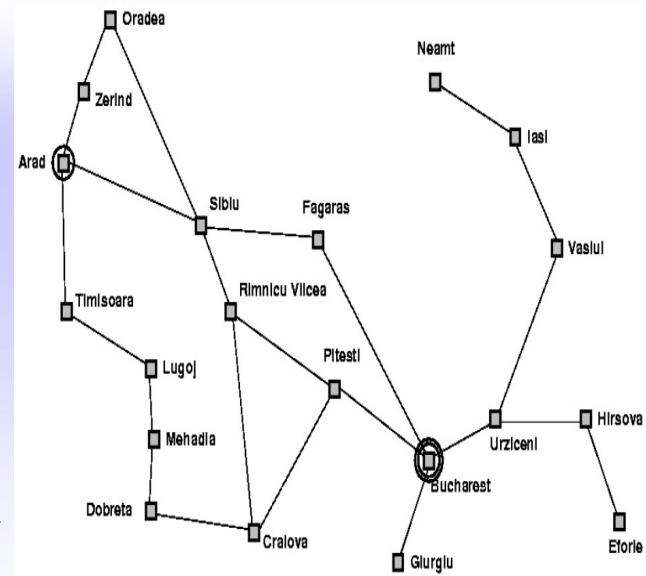 Oradea
Neamt
Zerind
Iasi
Arad
Sibiu
Fagaras
Vaslui
Rimnicu Vilcea
Timisoara
Pitesti
Lugoj
Hirsova
Mehadia
Urziceni
Bucharest
Dobreta
Craiova
Eforie
Giurgiu